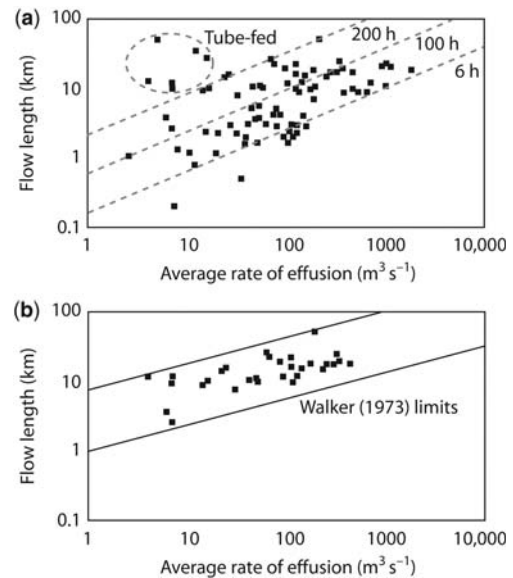 (a)
100
10
1
0.1
Flow length (km)
Tube-fed
200 h
100 h
6 h
1
10
100
1000
10,000
Average rate of effusion (m³ s⁻¹)
(b)
100
10
1
0.1
Flow length (km)
Walker (1973) limits
1
10
100
1000
10,000
Average rate of effusion (m³ s⁻¹)